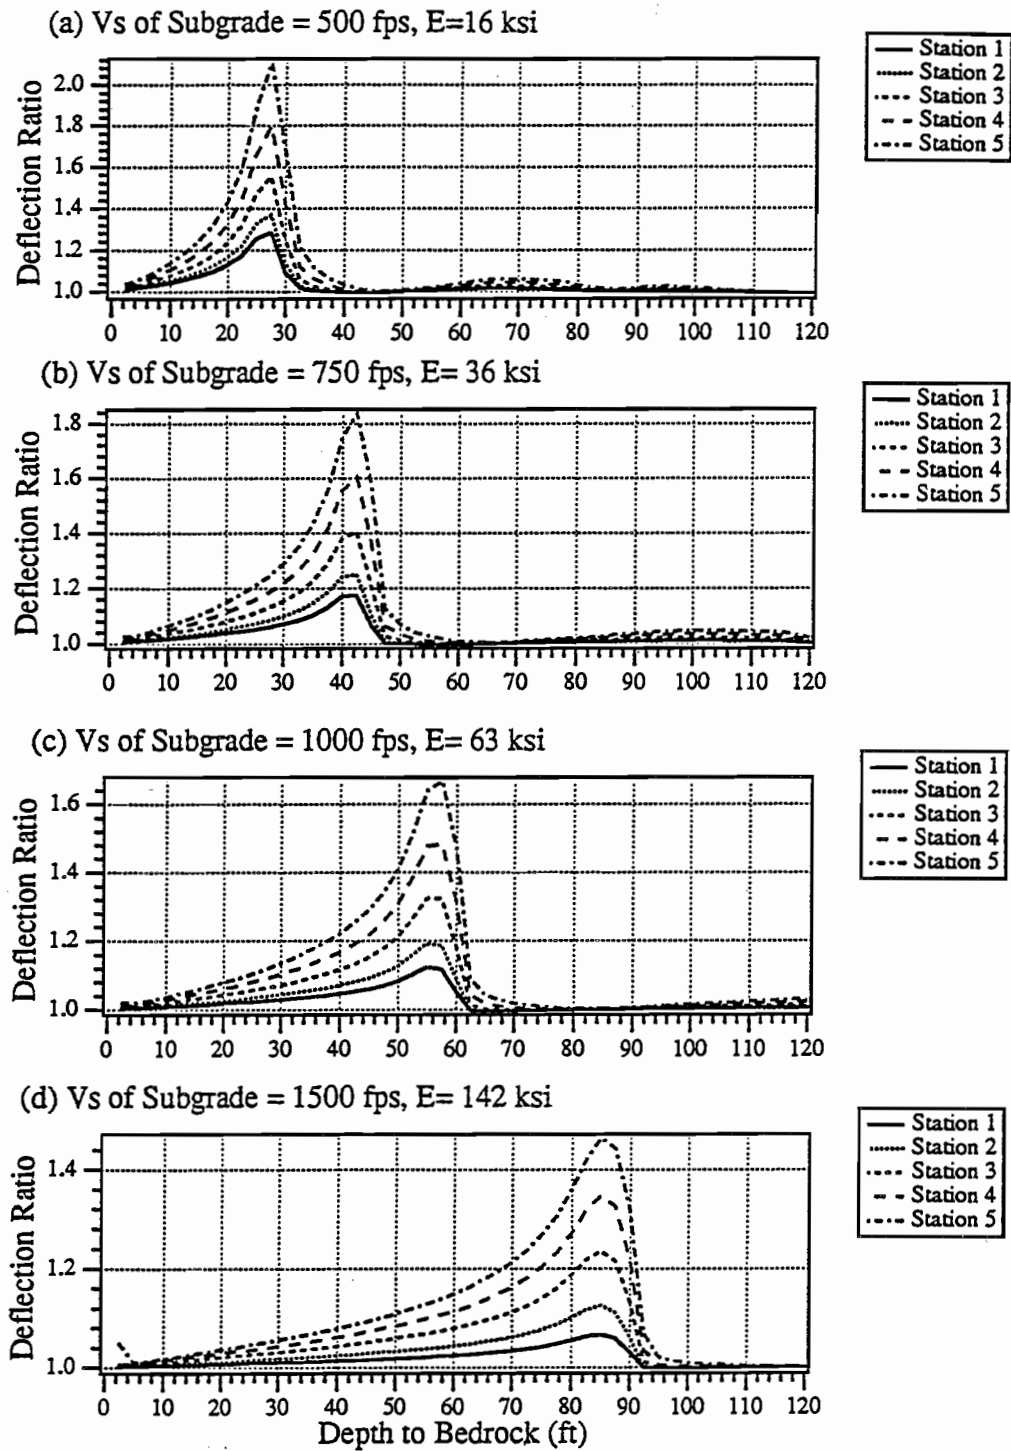 (a) Vs of Subgrade = 500 fps, E=16 ksi
Deflection Ratio
2.0
1.8
1.6
1.4
1.2
1.0
0 10 20 30 40 50 60 70 80 90 100 110 120
Station 1
Station 2
Station 3
Station 4
Station 5
(b) Vs of Subgrade = 750 fps, E= 36 ksi
Deflection Ratio
1.8
1.6
1.4
1.2
1.0
0 10 20 30 40 50 60 70 80 90 100 110 120
Station 1
Station 2
Station 3
Station 4
Station 5
(c) Vs of Subgrade = 1000 fps, E= 63 ksi
Deflection Ratio
1.6
1.4
1.2
1.0
0 10 20 30 40 50 60 70 80 90 100 110 120
Station 1
Station 2
Station 3
Station 4
Station 5
(d) Vs of Subgrade = 1500 fps, E= 142 ksi
Deflection Ratio
1.4
1.2
1.0
0 10 20 30 40 50 60 70 80 90 100 110 120
Depth to Bedrock (ft)
Station 1
Station 2
Station 3
Station 4
Station 5